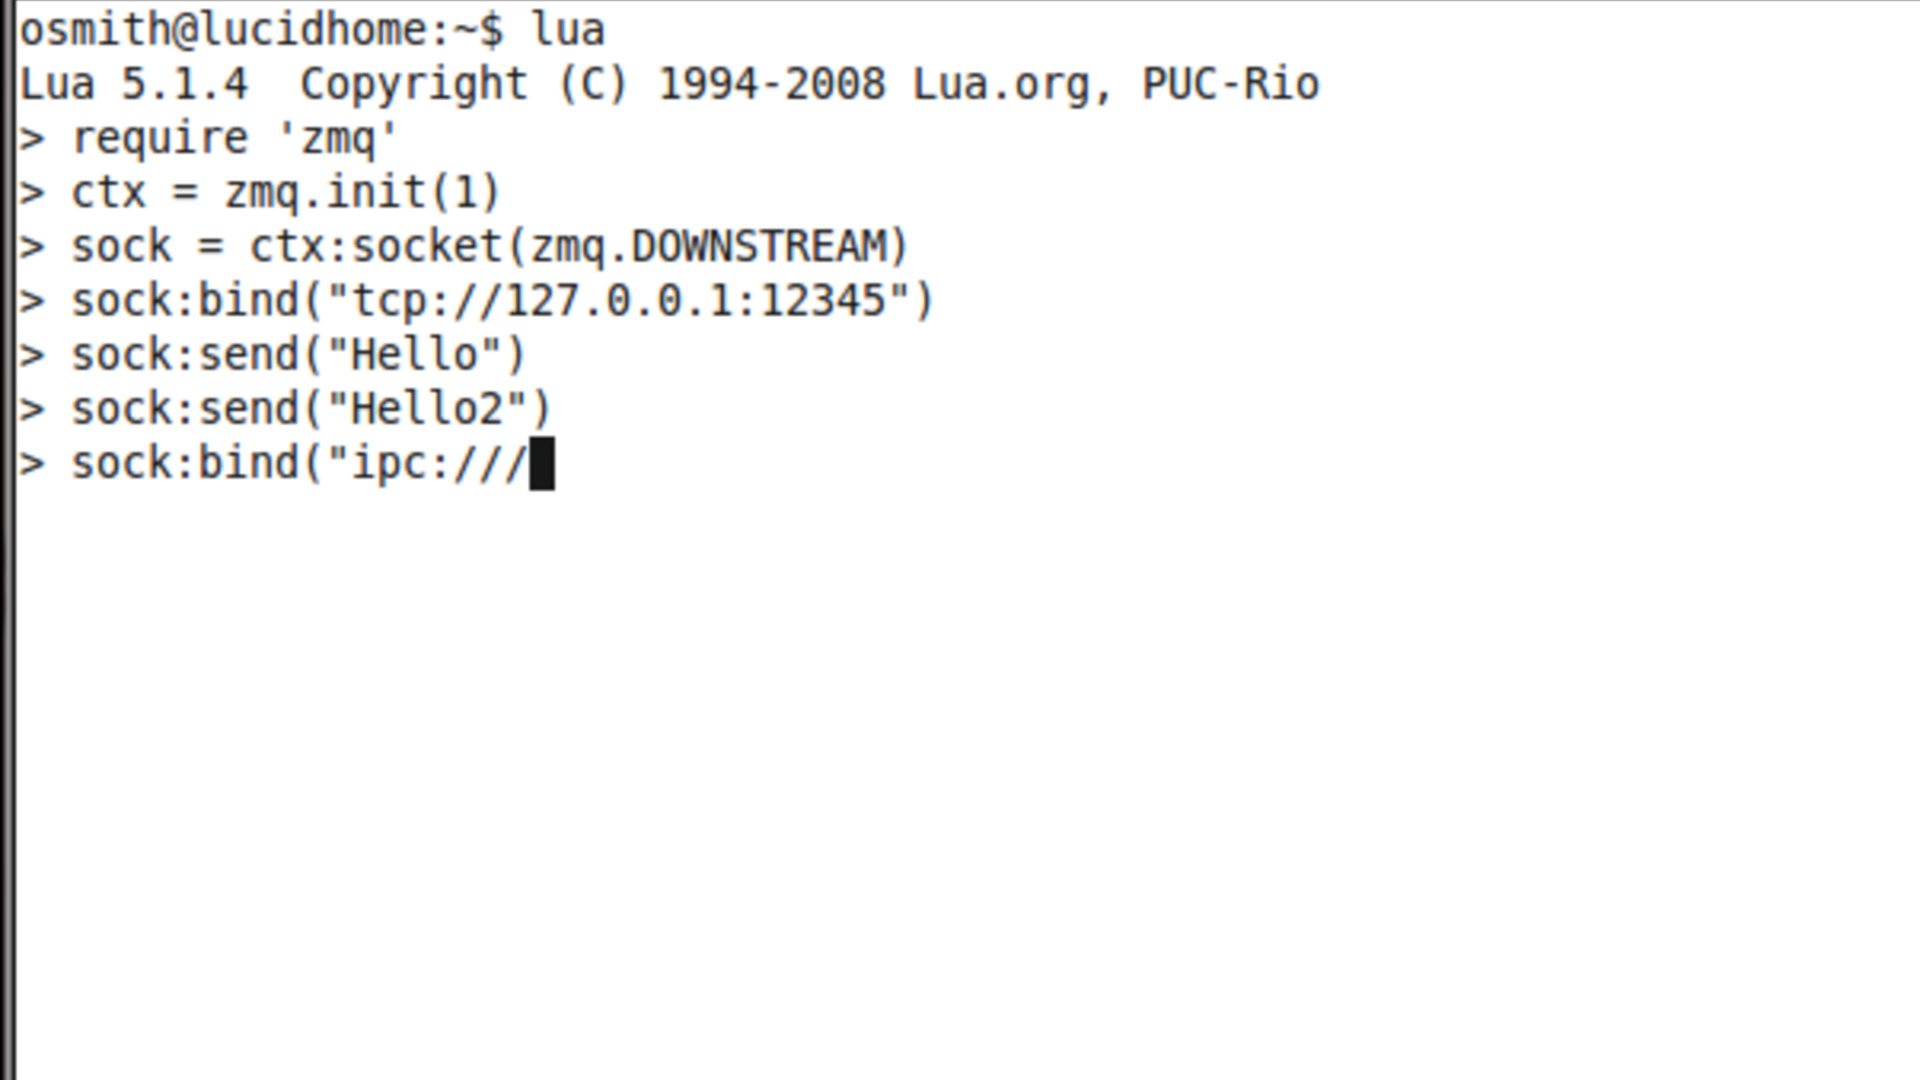 osmith@lucidhome:~$ lua
Lua 5.1.4  Copyright (C) 1994-2008 Lua.org, PUC-Rio
> require 'zmq'
> ctx = zmq.init(1)
> sock = ctx:socket(zmq.DOWNSTREAM)
> sock:bind("tcp://127.0.0.1:12345")
> sock:send("Hello")
> sock:send("Hello2")
> sock:bind("ipc:///